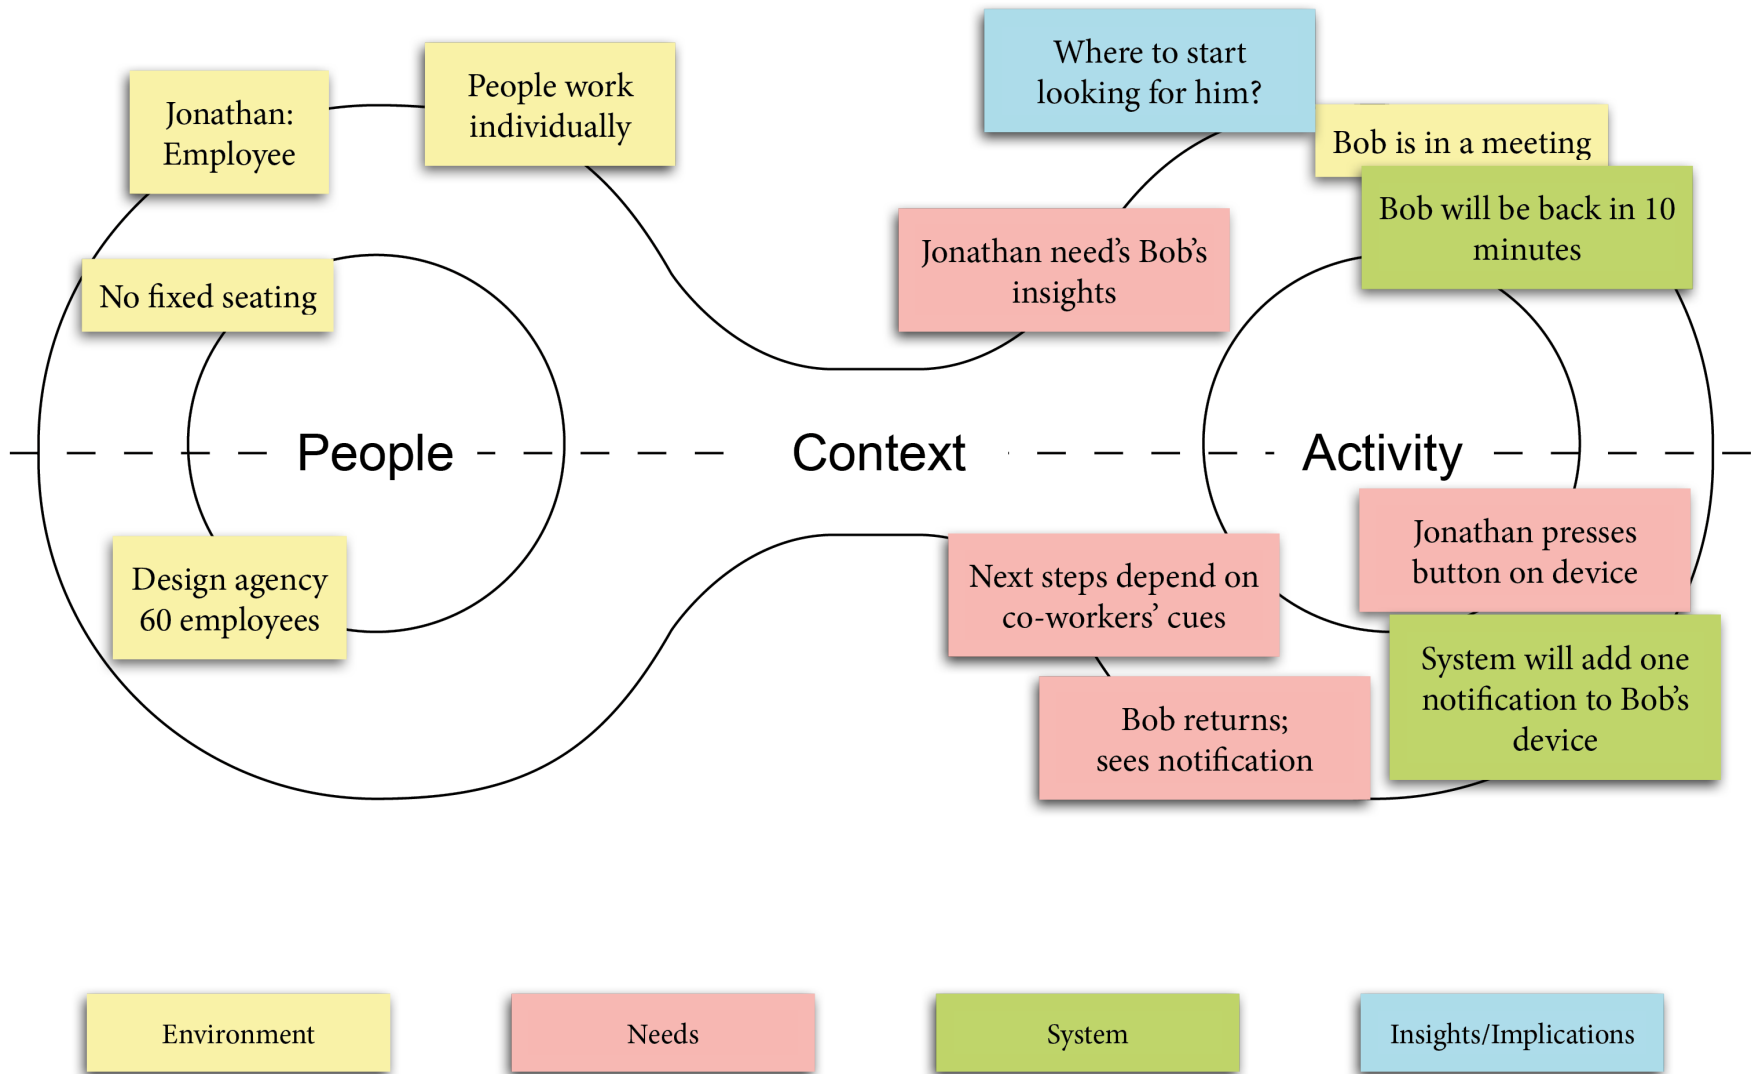 Jonathan:
Employee
People work
individually
No fixed seating
Design agency
60 employees
People
Context
Activity
Where to start
looking for him?
Bob is in a meeting
Bob will be back in 10
minutes
Jonathan need's Bob's
insights
Next steps depend on
co-workers' cues
Jonathan presses
button on device
System will add one
notification to Bob's
device
Bob returns;
sees notification
Environment
Needs
System
Insights/Implications